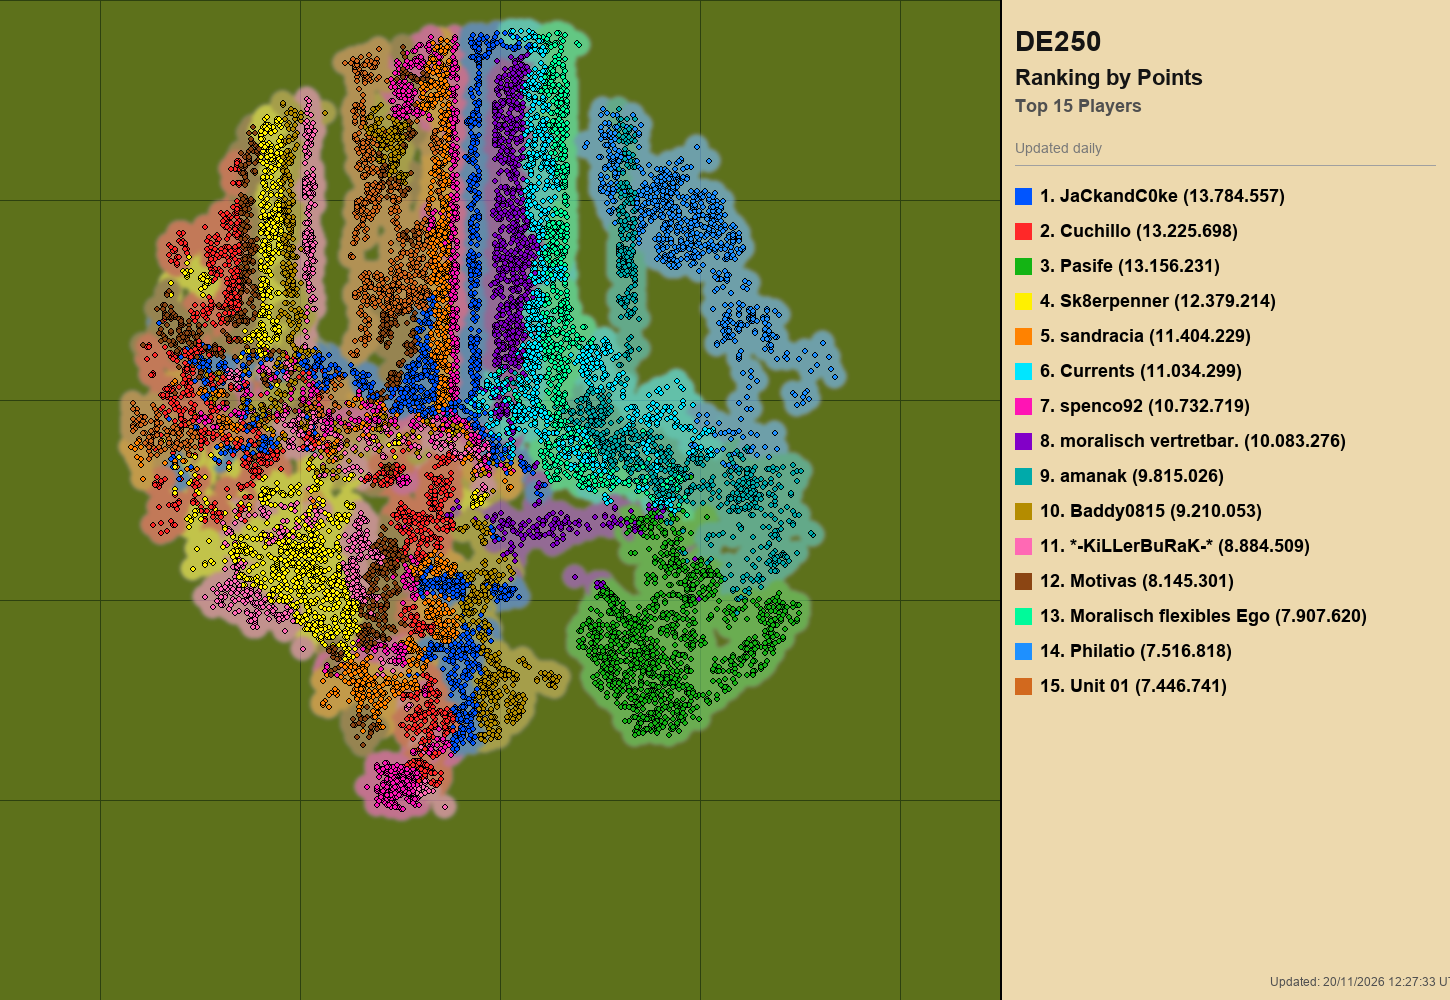 DE250
Ranking by Points
Top 15 Players
Updated daily
1. JaCkandC0ke (13.784.557)
2. Cuchillo (13.225.698)
3. Pasife (13.156.231)
4. Sk8erpenner (12.379.214)
5. sandracia (11.404.229)
6. Currents (11.034.299)
7. spenco92 (10.732.719)
8. moralisch vertretbar. (10.083.276)
9. amanak (9.815.026)
10. Baddy0815 (9.210.053)
11. *-KiLLerBuRaK-* (8.884.509)
12. Motivas (8.145.301)
13. Moralisch flexibles Ego (7.907.620)
14. Philatio (7.516.818)
15. Unit 01 (7.446.741)
Updated: 20/11/2026 12:27:33